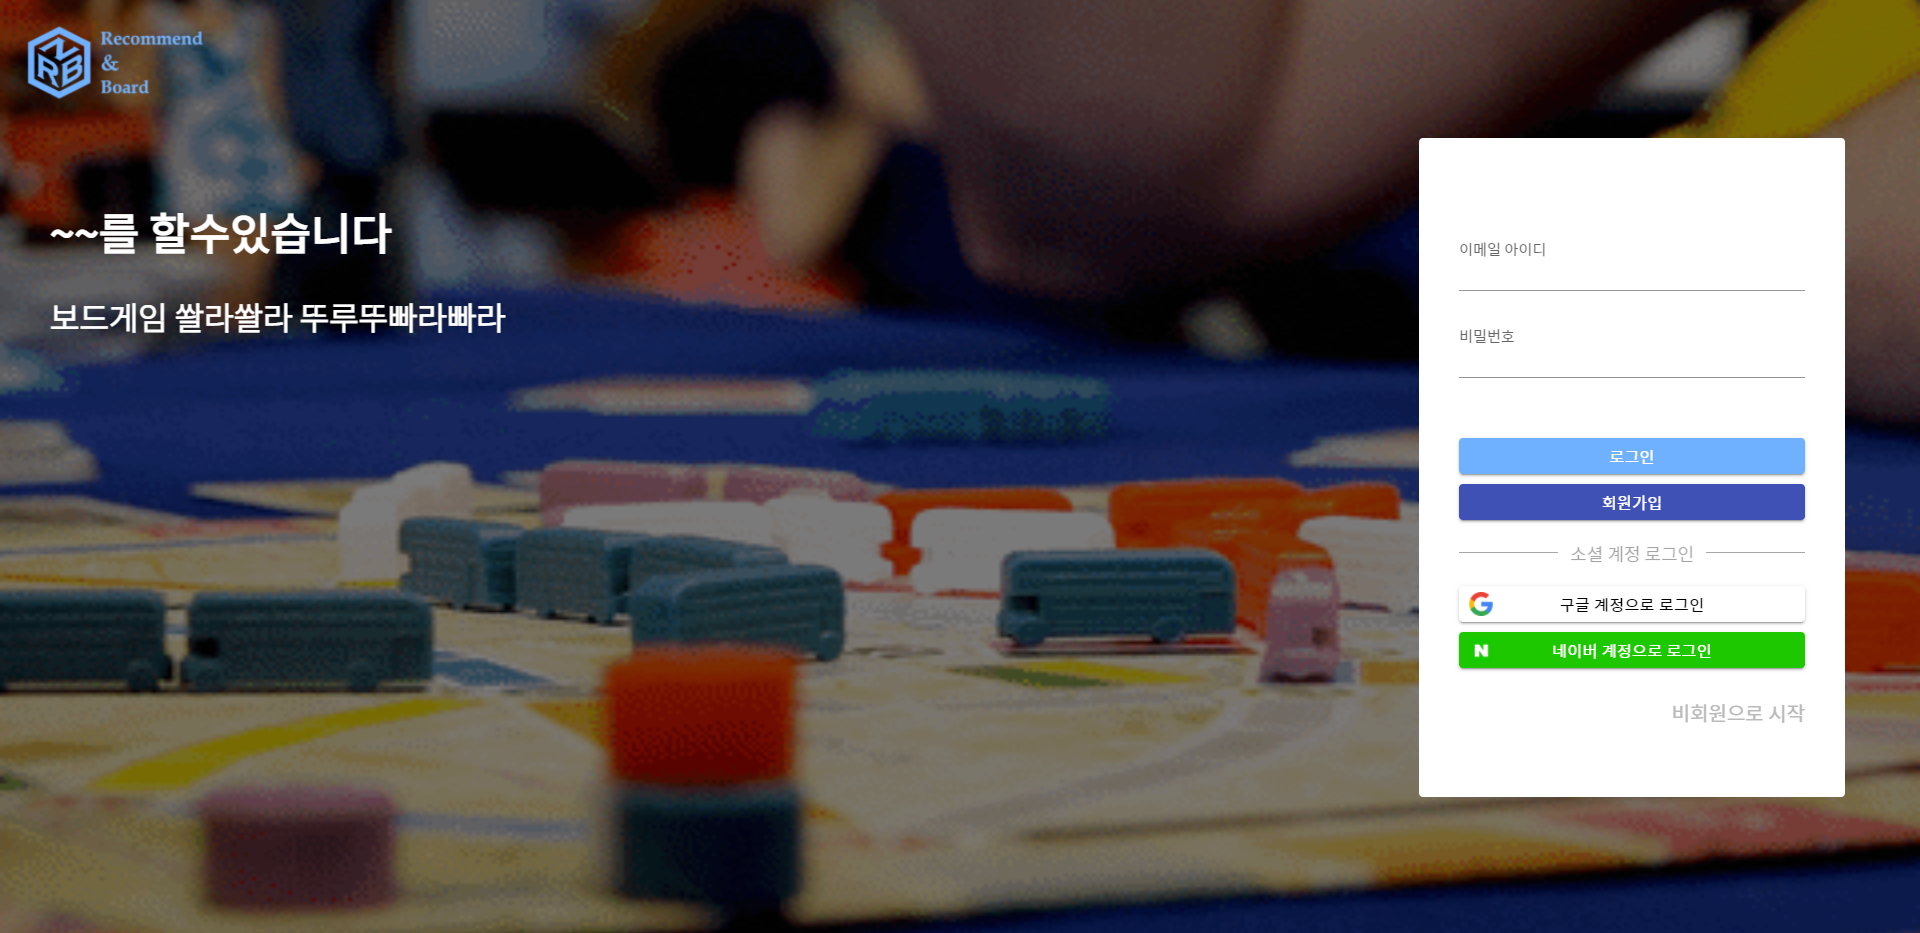 RNB
Recommend
&
Board
~~를 할수있습니다
보드게임 쏼라쏼라 뚜루뚜빠라빠라
이메일 아이디
비밀번호
로그인
회원가입
소셜 계정 로그인
G 구글 계정으로 로그인
N 네이버 계정으로 로그인
비회원으로 시작